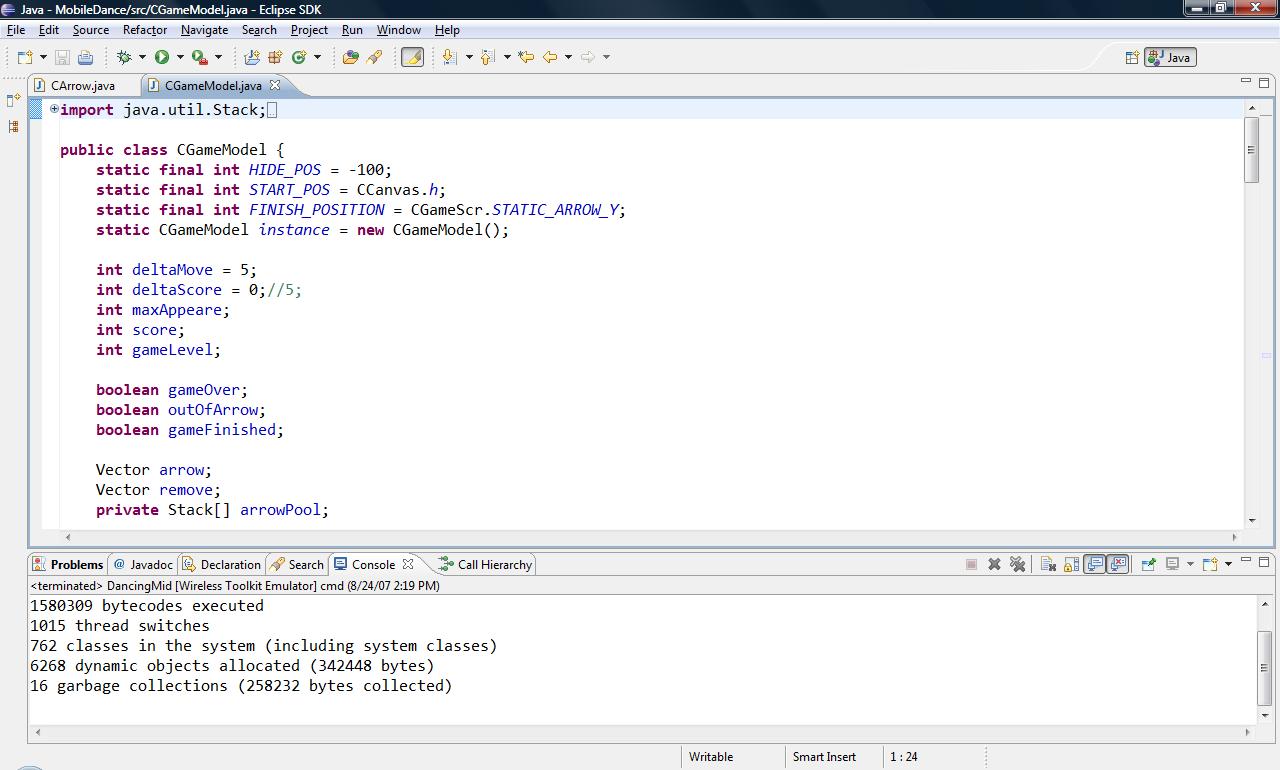 Java - MobileDance/src/CGameModel.java - Eclipse SDK
File Edit Source Refactor Navigate Search Project Run Window Help
Java
CArrow.java CGameModel.java
import java.util.Stack;
public class CGameModel {
static final int HIDE_POS = -100;
static final int START_POS = CCanvas.h;
static final int FINISH_POSITION = CGameScr.STATIC_ARROW_Y;
static CGameModel instance = new CGameModel();
int deltaMove = 5;
int deltaScore = 0;//5;
int maxAppeare;
int score;
int gameLevel;
boolean gameOver;
boolean outOfArrow;
boolean gameFinished;
Vector arrow;
Vector remove;
private Stack[] arrowPool;
Problems @ Javadoc Declaration Search Console Call Hierarchy
<terminated> DancingMid [Wireless Toolkit Emulator] cmd (8/24/07 2:19 PM)
1580309 bytecodes executed
1015 thread switches
762 classes in the system (including system classes)
6268 dynamic objects allocated (342448 bytes)
16 garbage collections (258232 bytes collected)
Writable Smart Insert 1 : 24